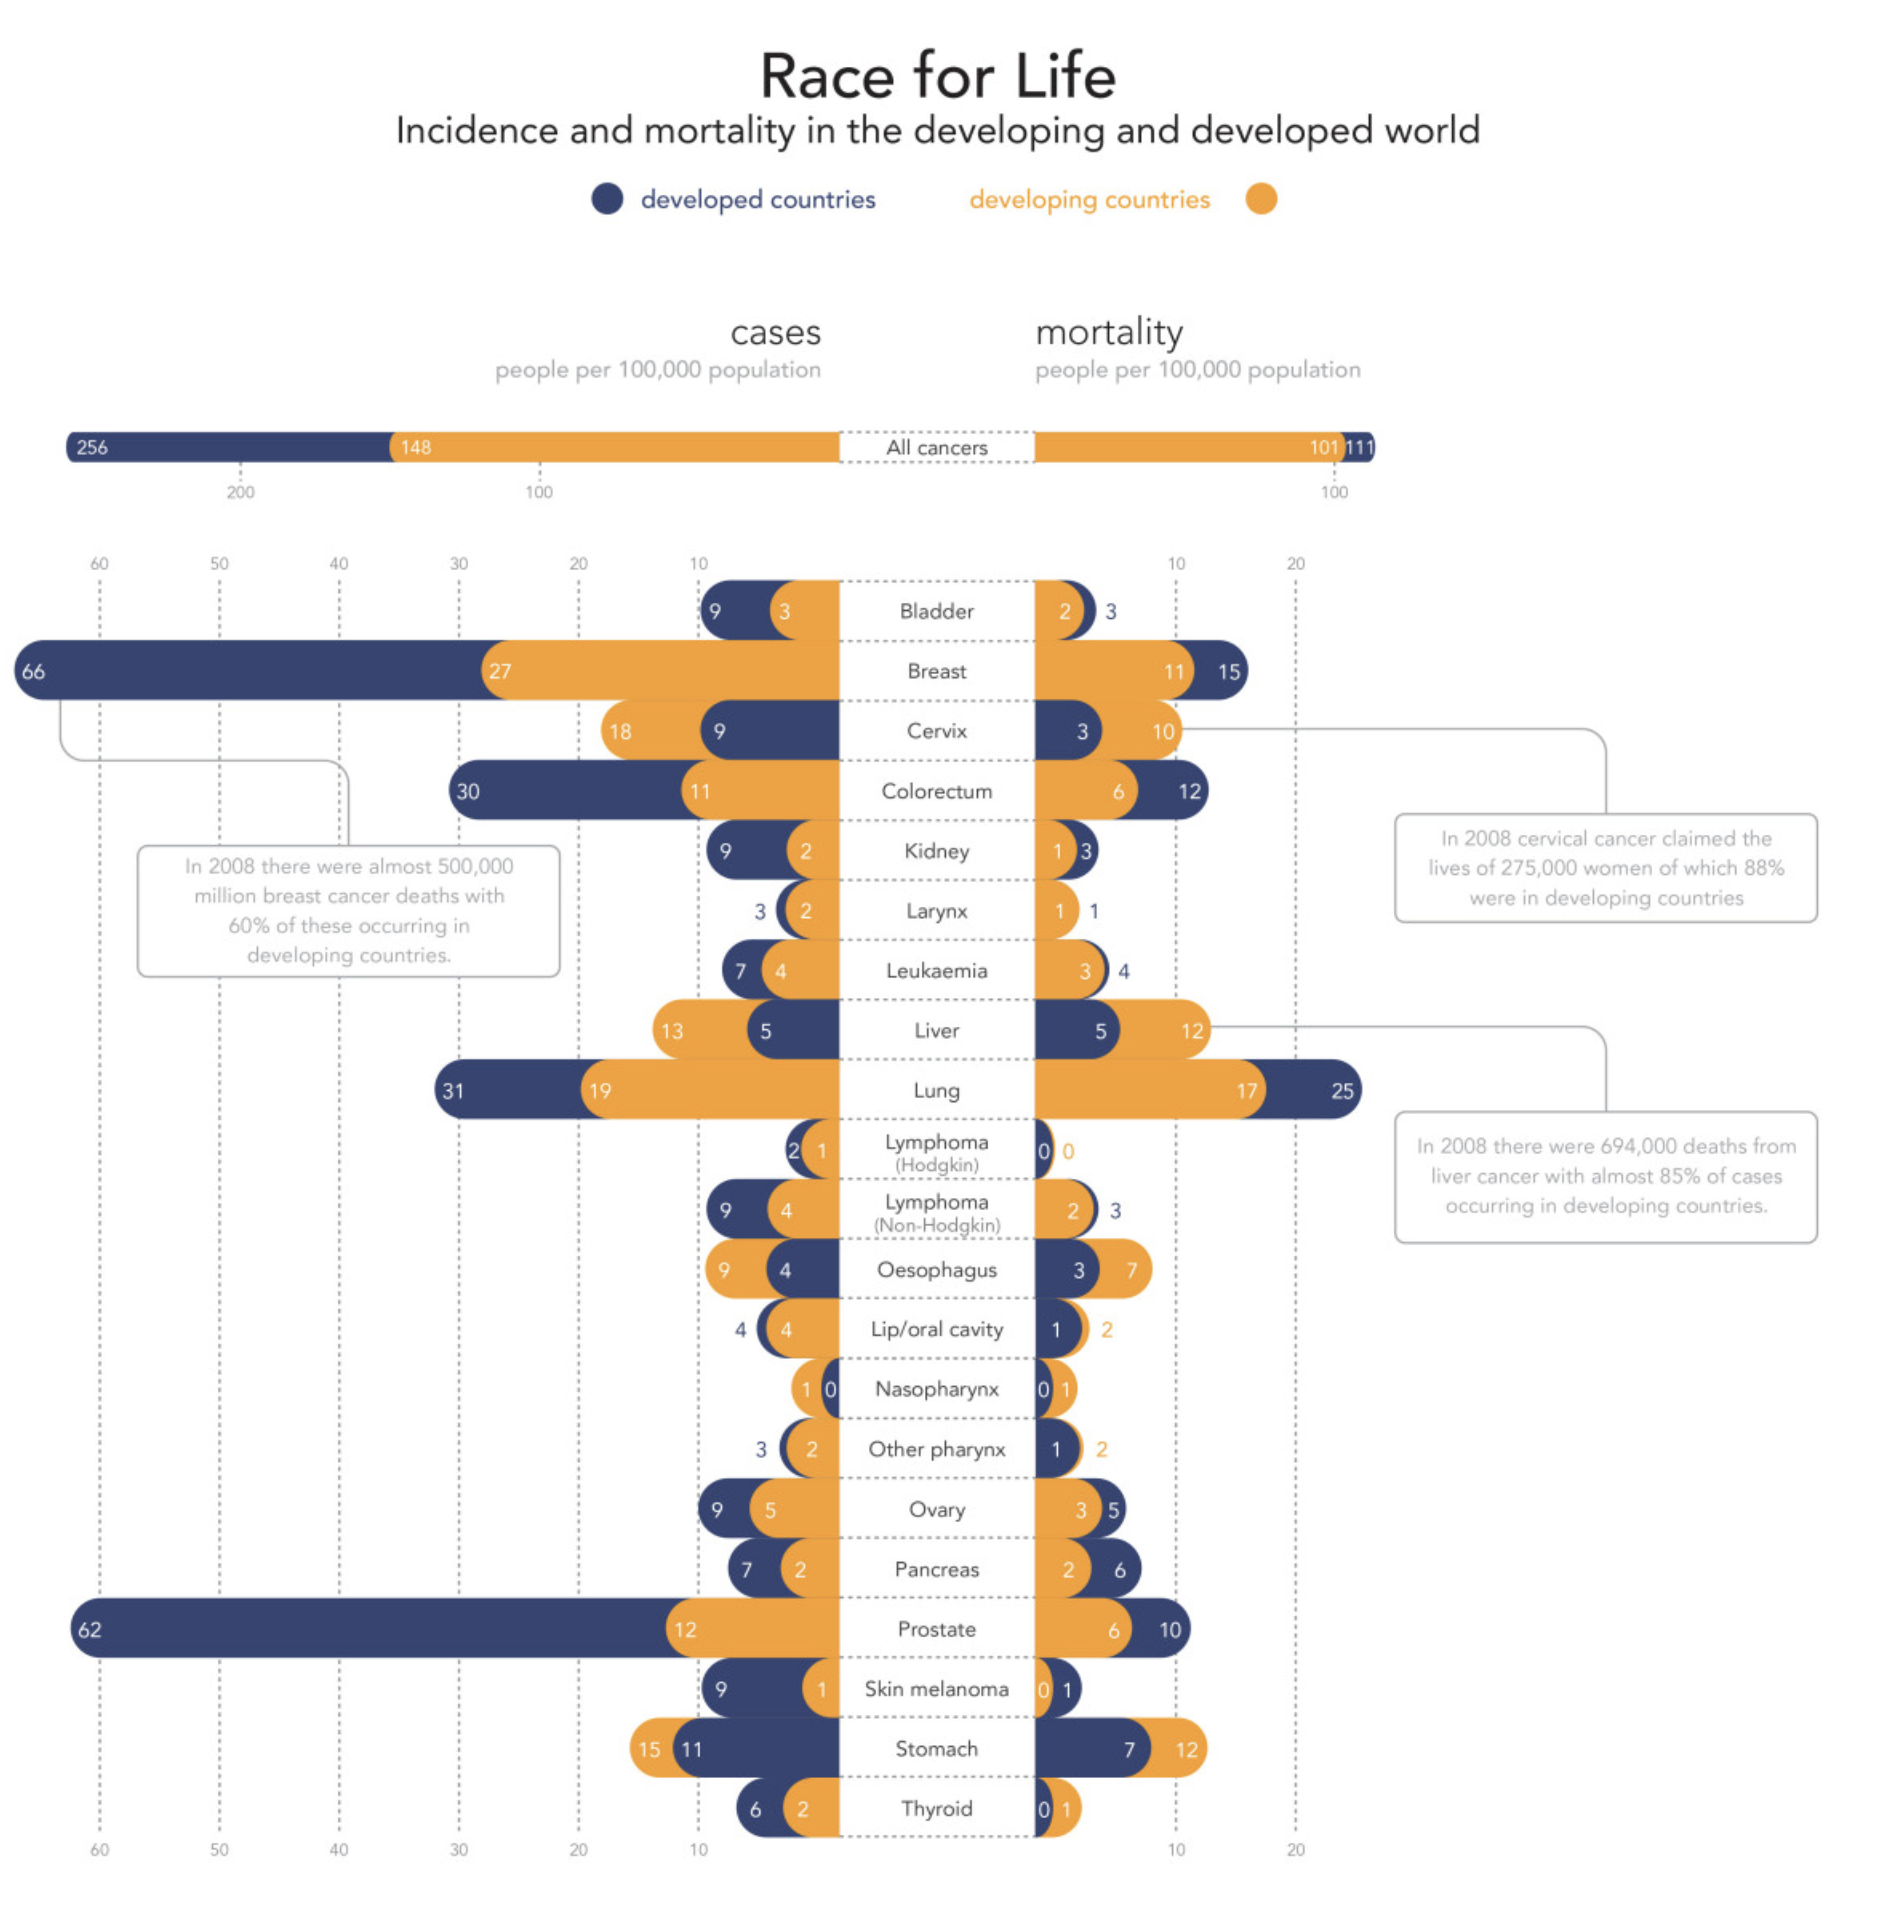 Race for Life
Incidence and mortality in the developing and developed world
developed countries developing countries
cases mortality
people per 100,000 population people per 100,000 population
256 148 All cancers 101 111
200 100 100
60 50 40 30 20 10 10 20
9 3 Bladder 2 3
66 27 Breast 11 15
18 9 Cervix 3 10
30 11 Colorectum 6 12
9 2 Kidney 1 3
3 2 Larynx 1 1
7 4 Leukaemia 3 4
13 5 Liver 5 12
31 19 Lung 17 25
2 1 Lymphoma 0 0
(Hodgkin)
9 4 Lymphoma 2 3
(Non-Hodgkin)
9 4 Oesophagus 3 7
4 4 Lip/oral cavity 1 2
1 0 Nasopharynx 0 1
3 2 Other pharynx 1 2
9 5 Ovary 3 5
7 2 Pancreas 2 6
62 12 Prostate 6 10
9 1 Skin melanoma 0 1
15 11 Stomach 7 12
6 2 Thyroid 0 1
60 50 40 30 20 10 10 20
In 2008 there were almost 500,000
million breast cancer deaths with
60% of these occurring in
developing countries.
In 2008 cervical cancer claimed the
lives of 275,000 women of which 88%
were in developing countries
In 2008 there were 694,000 deaths from
liver cancer with almost 85% of cases
occurring in developing countries.